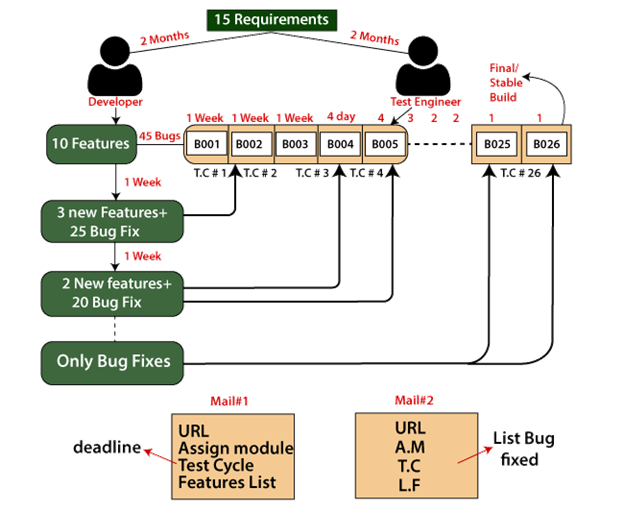 15 Requirements
2 Months
2 Months
Developer
Test Engineer
Final/
Stable
Build
1 Week
1 Week
1 Week
4 day
4
3
2
2
1
1
10 Features
45 Bugs
B001
B002
B003
B004
B005
B025
B026
T.C # 1
T.C # 2
T.C # 3
T.C # 4
T.C # 26
1 Week
3 new Features+
25 Bug Fix
1 Week
2 New features+
20 Bug Fix
Only Bug Fixes
Mail#1
URL
Assign module
Test Cycle
Features List
deadline
Mail#2
URL
A.M
T.C
L.F
List Bug
fixed